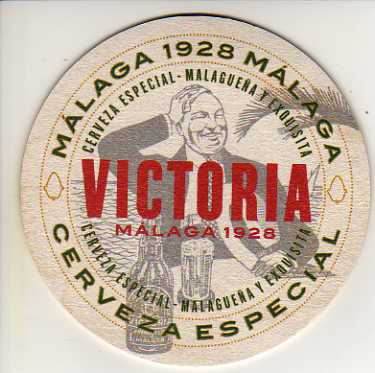 MÁLAGA 1928 MÁLAGA
CERVEZA ESPECIAL - MALAGUEÑA Y EXQUISITA
VICTORIA
MÁLAGA 1928
CERVEZA ESPECIAL - MALAGUEÑA Y EXQUISITA
CERVEZA ESPECIAL